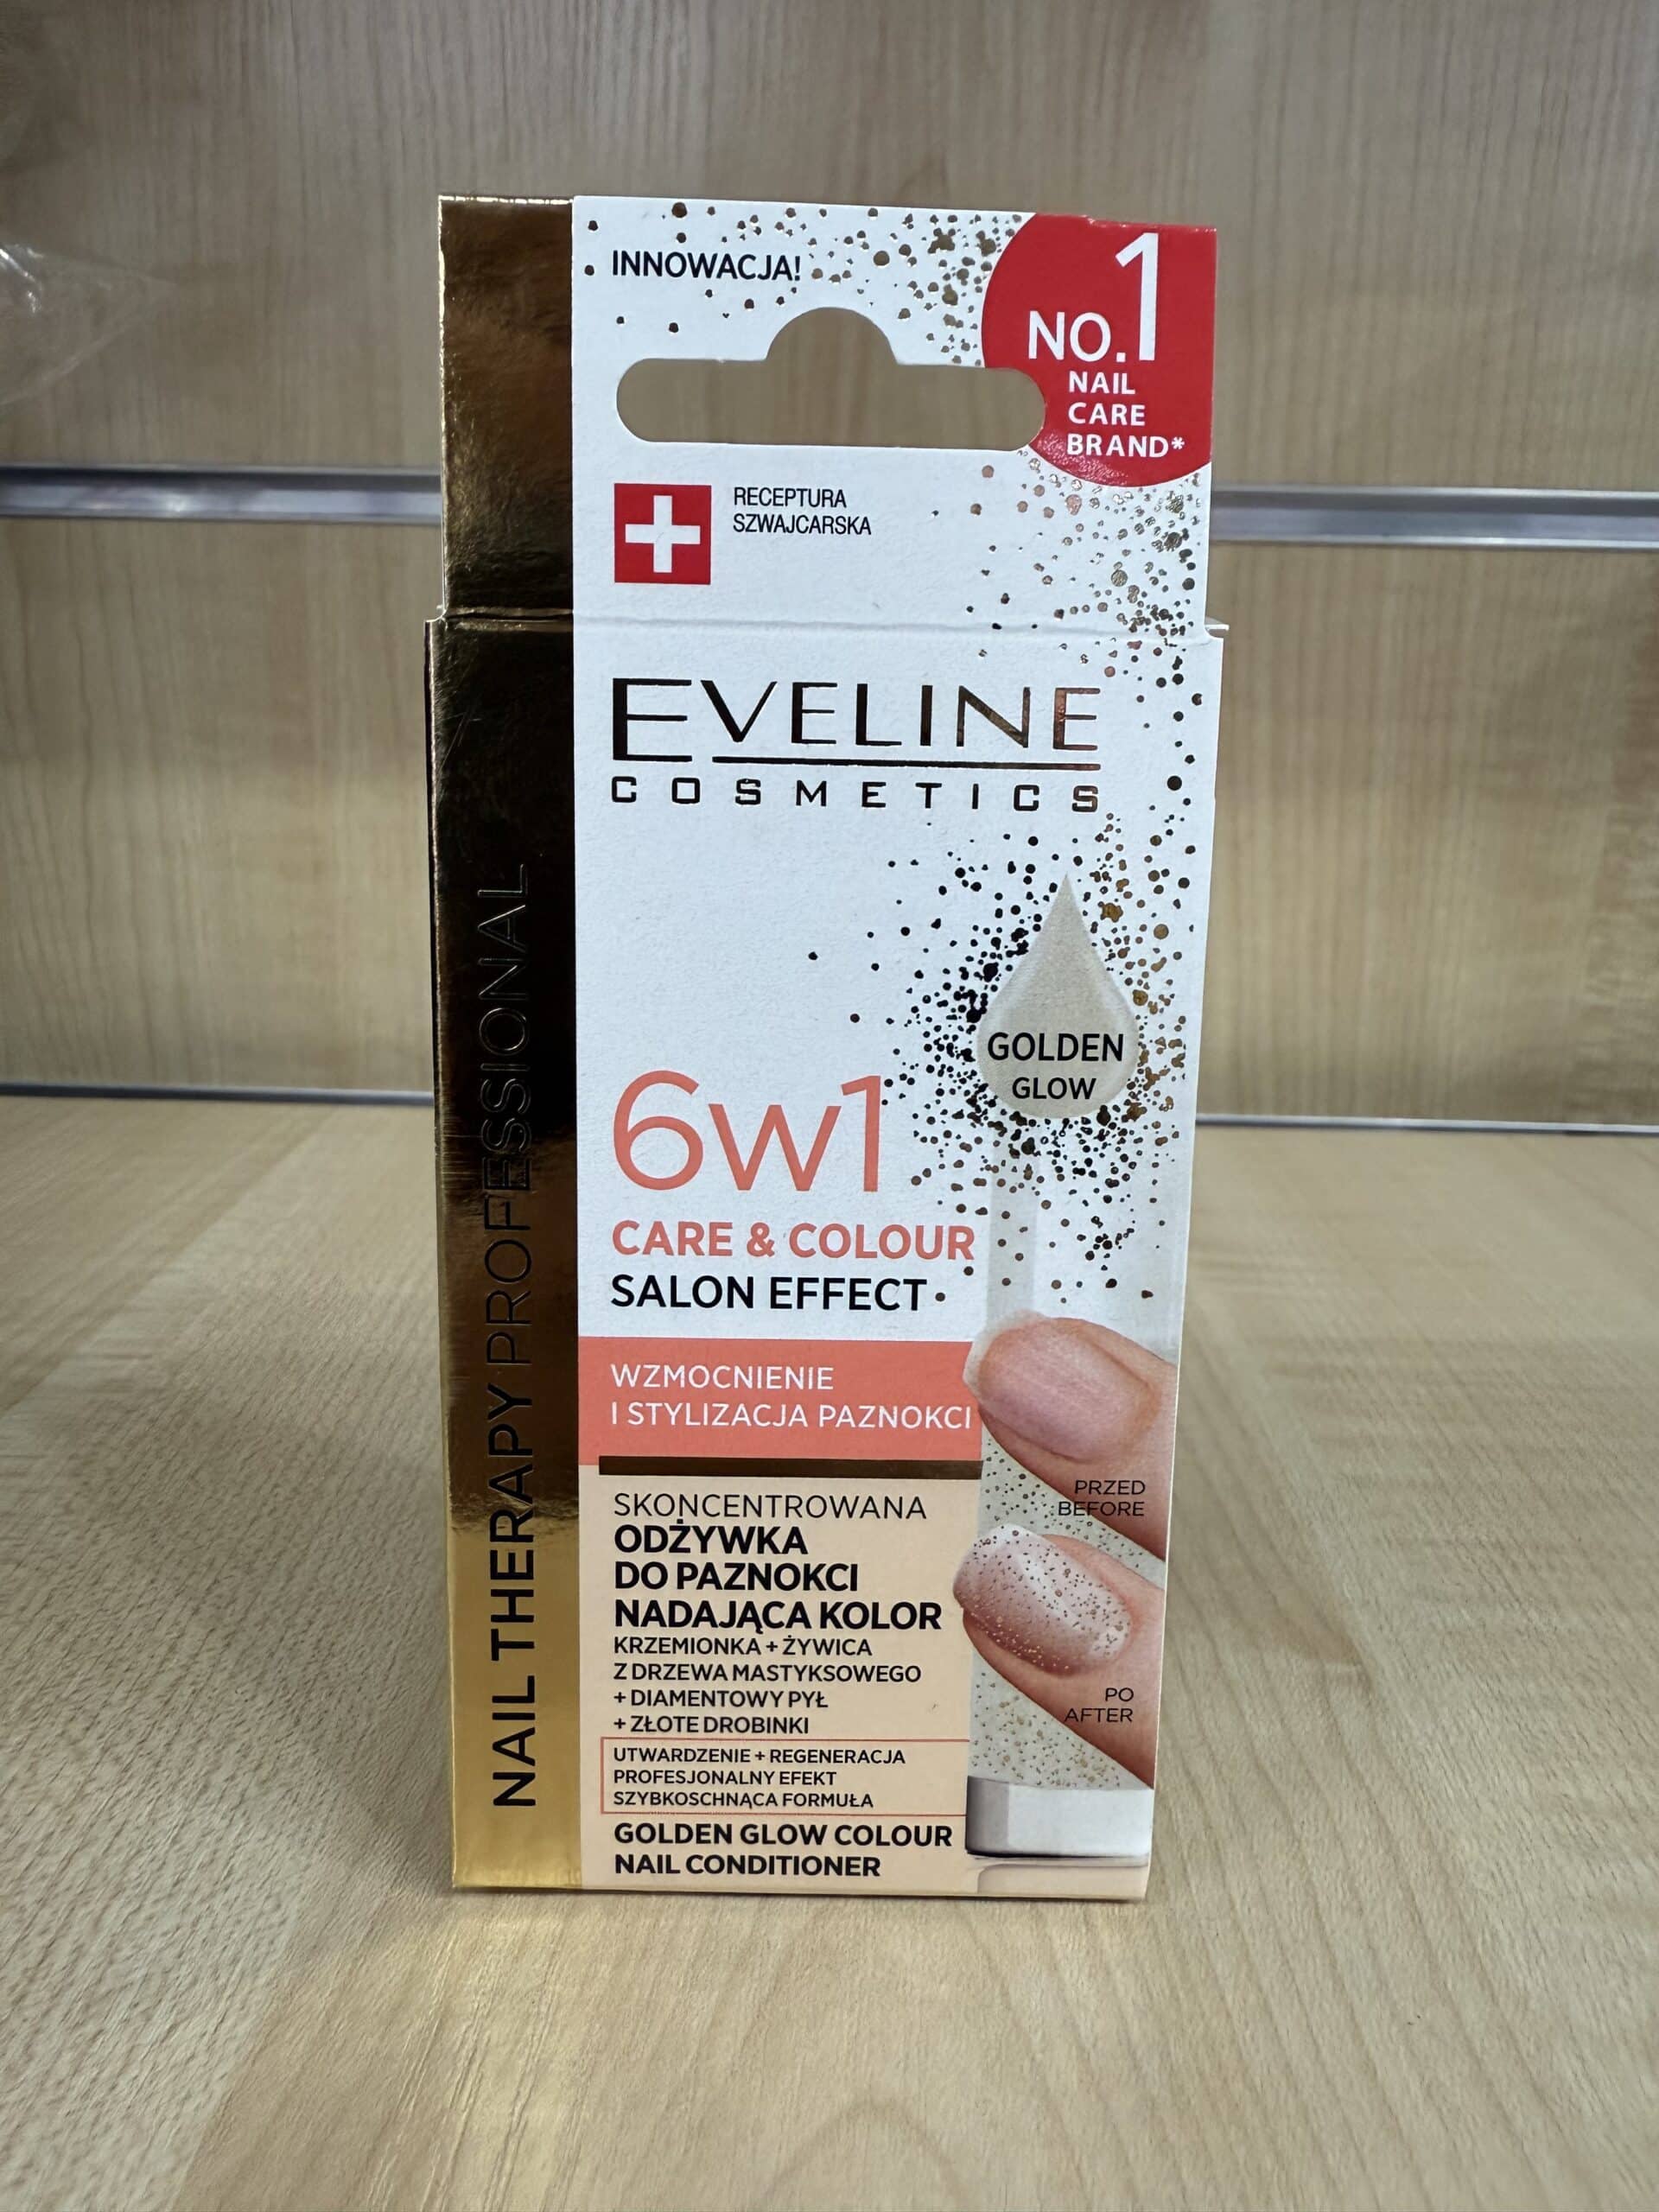 INNOWACJA!
NO.1
NAIL
CARE
BRAND*
RECEPTURA
SZWAJCARSKA
EVELINE
COSMETICS
GOLDEN
GLOW
6w1
CARE & COLOUR
SALON EFFECT
WZMOCNIENIE
I STYLIZACJA PAZNOKCI
PRZED
BEFORE
SKONCENTROWANA
ODŻYWKA
DO PAZNOKCI
NADAJĄCA KOLOR
KRZEMIONKA + ŻYWICA
Z DRZEWA MASTYKSOWEGO
+ DIAMENTOWY PYŁ
+ ZŁOTE DROBINKI
PO
AFTER
UTWARDZENIE + REGENERACJA
PROFESJONALNY EFEKT
SZYBKOSCHNĄCA FORMUŁA
GOLDEN GLOW COLOUR
NAIL CONDITIONER
NAIL THERAPY PROFESSIONAL